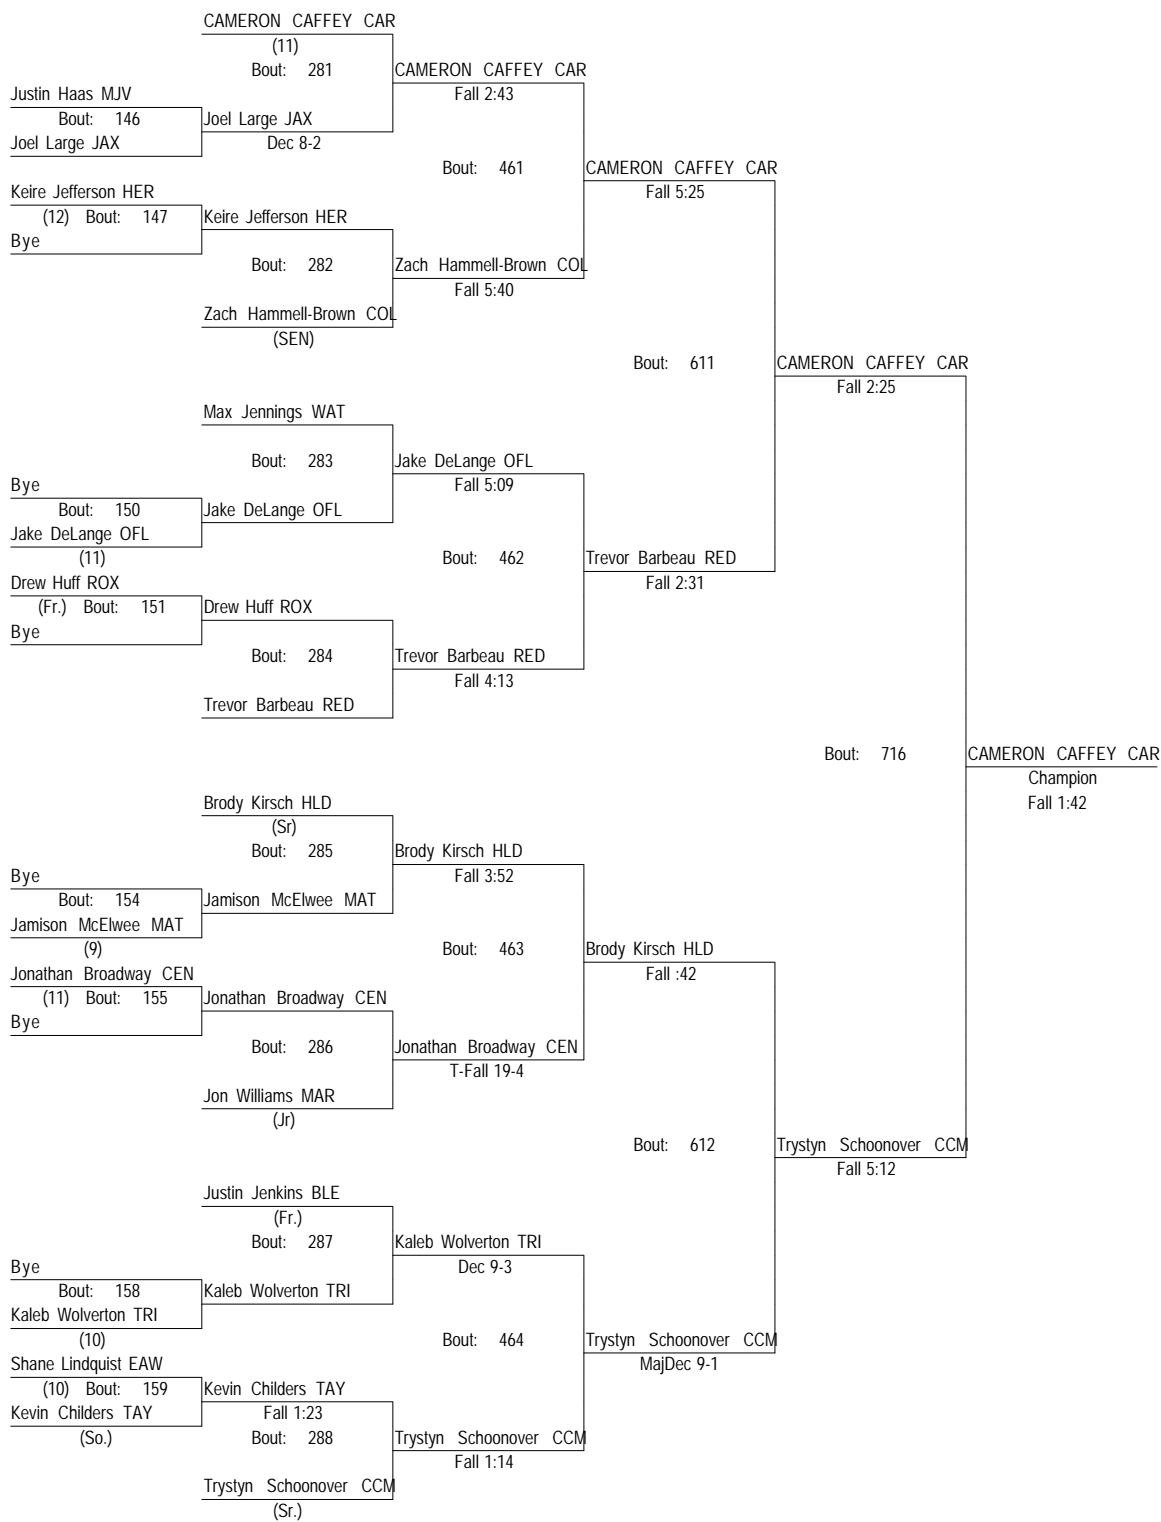 CAMERON CAFFEY CAR
(11)
Bout: 281
CAMERON CAFFEY CAR
Fall 2:43
Justin Haas MJV
Bout: 146
Joel Large JAX
Joel Large JAX
Dec 8-2
Bout: 461
CAMERON CAFFEY CAR
Fall 5:25
Keire Jefferson HER
(12) Bout: 147
Keire Jefferson HER
Bye
Bout: 282
Zach Hammell-Brown COL
Fall 5:40
Zach Hammell-Brown COL
(SEN)
Bout: 611
CAMERON CAFFEY CAR
Fall 2:25
Max Jennings WAT
Bout: 283
Jake DeLange OFL
Fall 5:09
Bye
Bout: 150
Jake DeLange OFL
Jake DeLange OFL
(11)
Bout: 462
Trevor Barbeau RED
Fall 2:31
Drew Huff ROX
(Fr.) Bout: 151
Drew Huff ROX
Bye
Bout: 284
Trevor Barbeau RED
Fall 4:13
Trevor Barbeau RED
Bout: 716
CAMERON CAFFEY CAR
Champion
Fall 1:42
Brody Kirsch HLD
(Sr)
Bout: 285
Brody Kirsch HLD
Fall 3:52
Bye
Bout: 154
Jamison McElwee MAT
Jamison McElwee MAT
(9)
Bout: 463
Brody Kirsch HLD
Fall :42
Jonathan Broadway CEN
(11) Bout: 155
Jonathan Broadway CEN
Bye
Bout: 286
Jonathan Broadway CEN
T-Fall 19-4
Jon Williams MAR
(Jr)
Bout: 612
Trystyn Schoonover CCM
Fall 5:12
Justin Jenkins BLE
(Fr.)
Bout: 287
Kaleb Wolverton TRI
Dec 9-3
Bye
Bout: 158
Kaleb Wolverton TRI
Kaleb Wolverton TRI
(10)
Bout: 464
Trystyn Schoonover CCM
MajDec 9-1
Shane Lindquist EAW
(10) Bout: 159
Kevin Childers TAY
Kevin Childers TAY
Fall 1:23
(So.)
Bout: 288
Trystyn Schoonover CCM
Fall 1:14
Trystyn Schoonover CCM
(Sr.)